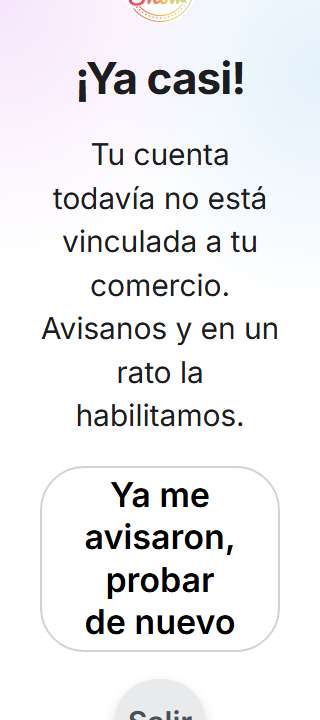 ¡Ya casi!
Tu cuenta
todavía no está
vinculada a tu
comercio.
Avisanos y en un
rato la
habilitamos.
Ya me
avisaron,
probar
de nuevo
Salir